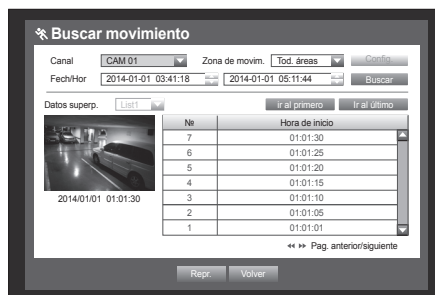 Buscar movimiento
Canal CAM 01 Zona de movim. Tod. áreas Config.
Fech/Hor 2014-01-01 03:41:18 2014-01-01 05:11:44 Buscar
Datos superp. List1 ir al primero Ir al último
№ Hora de inicio
7 01:01:30
6 01:01:25
5 01:01:20
4 01:01:15
3 01:01:10
2 01:01:05
1 01:01:01
2014/01/01 01:01:30
Pag. anterior/siguiente
Repr. Volver